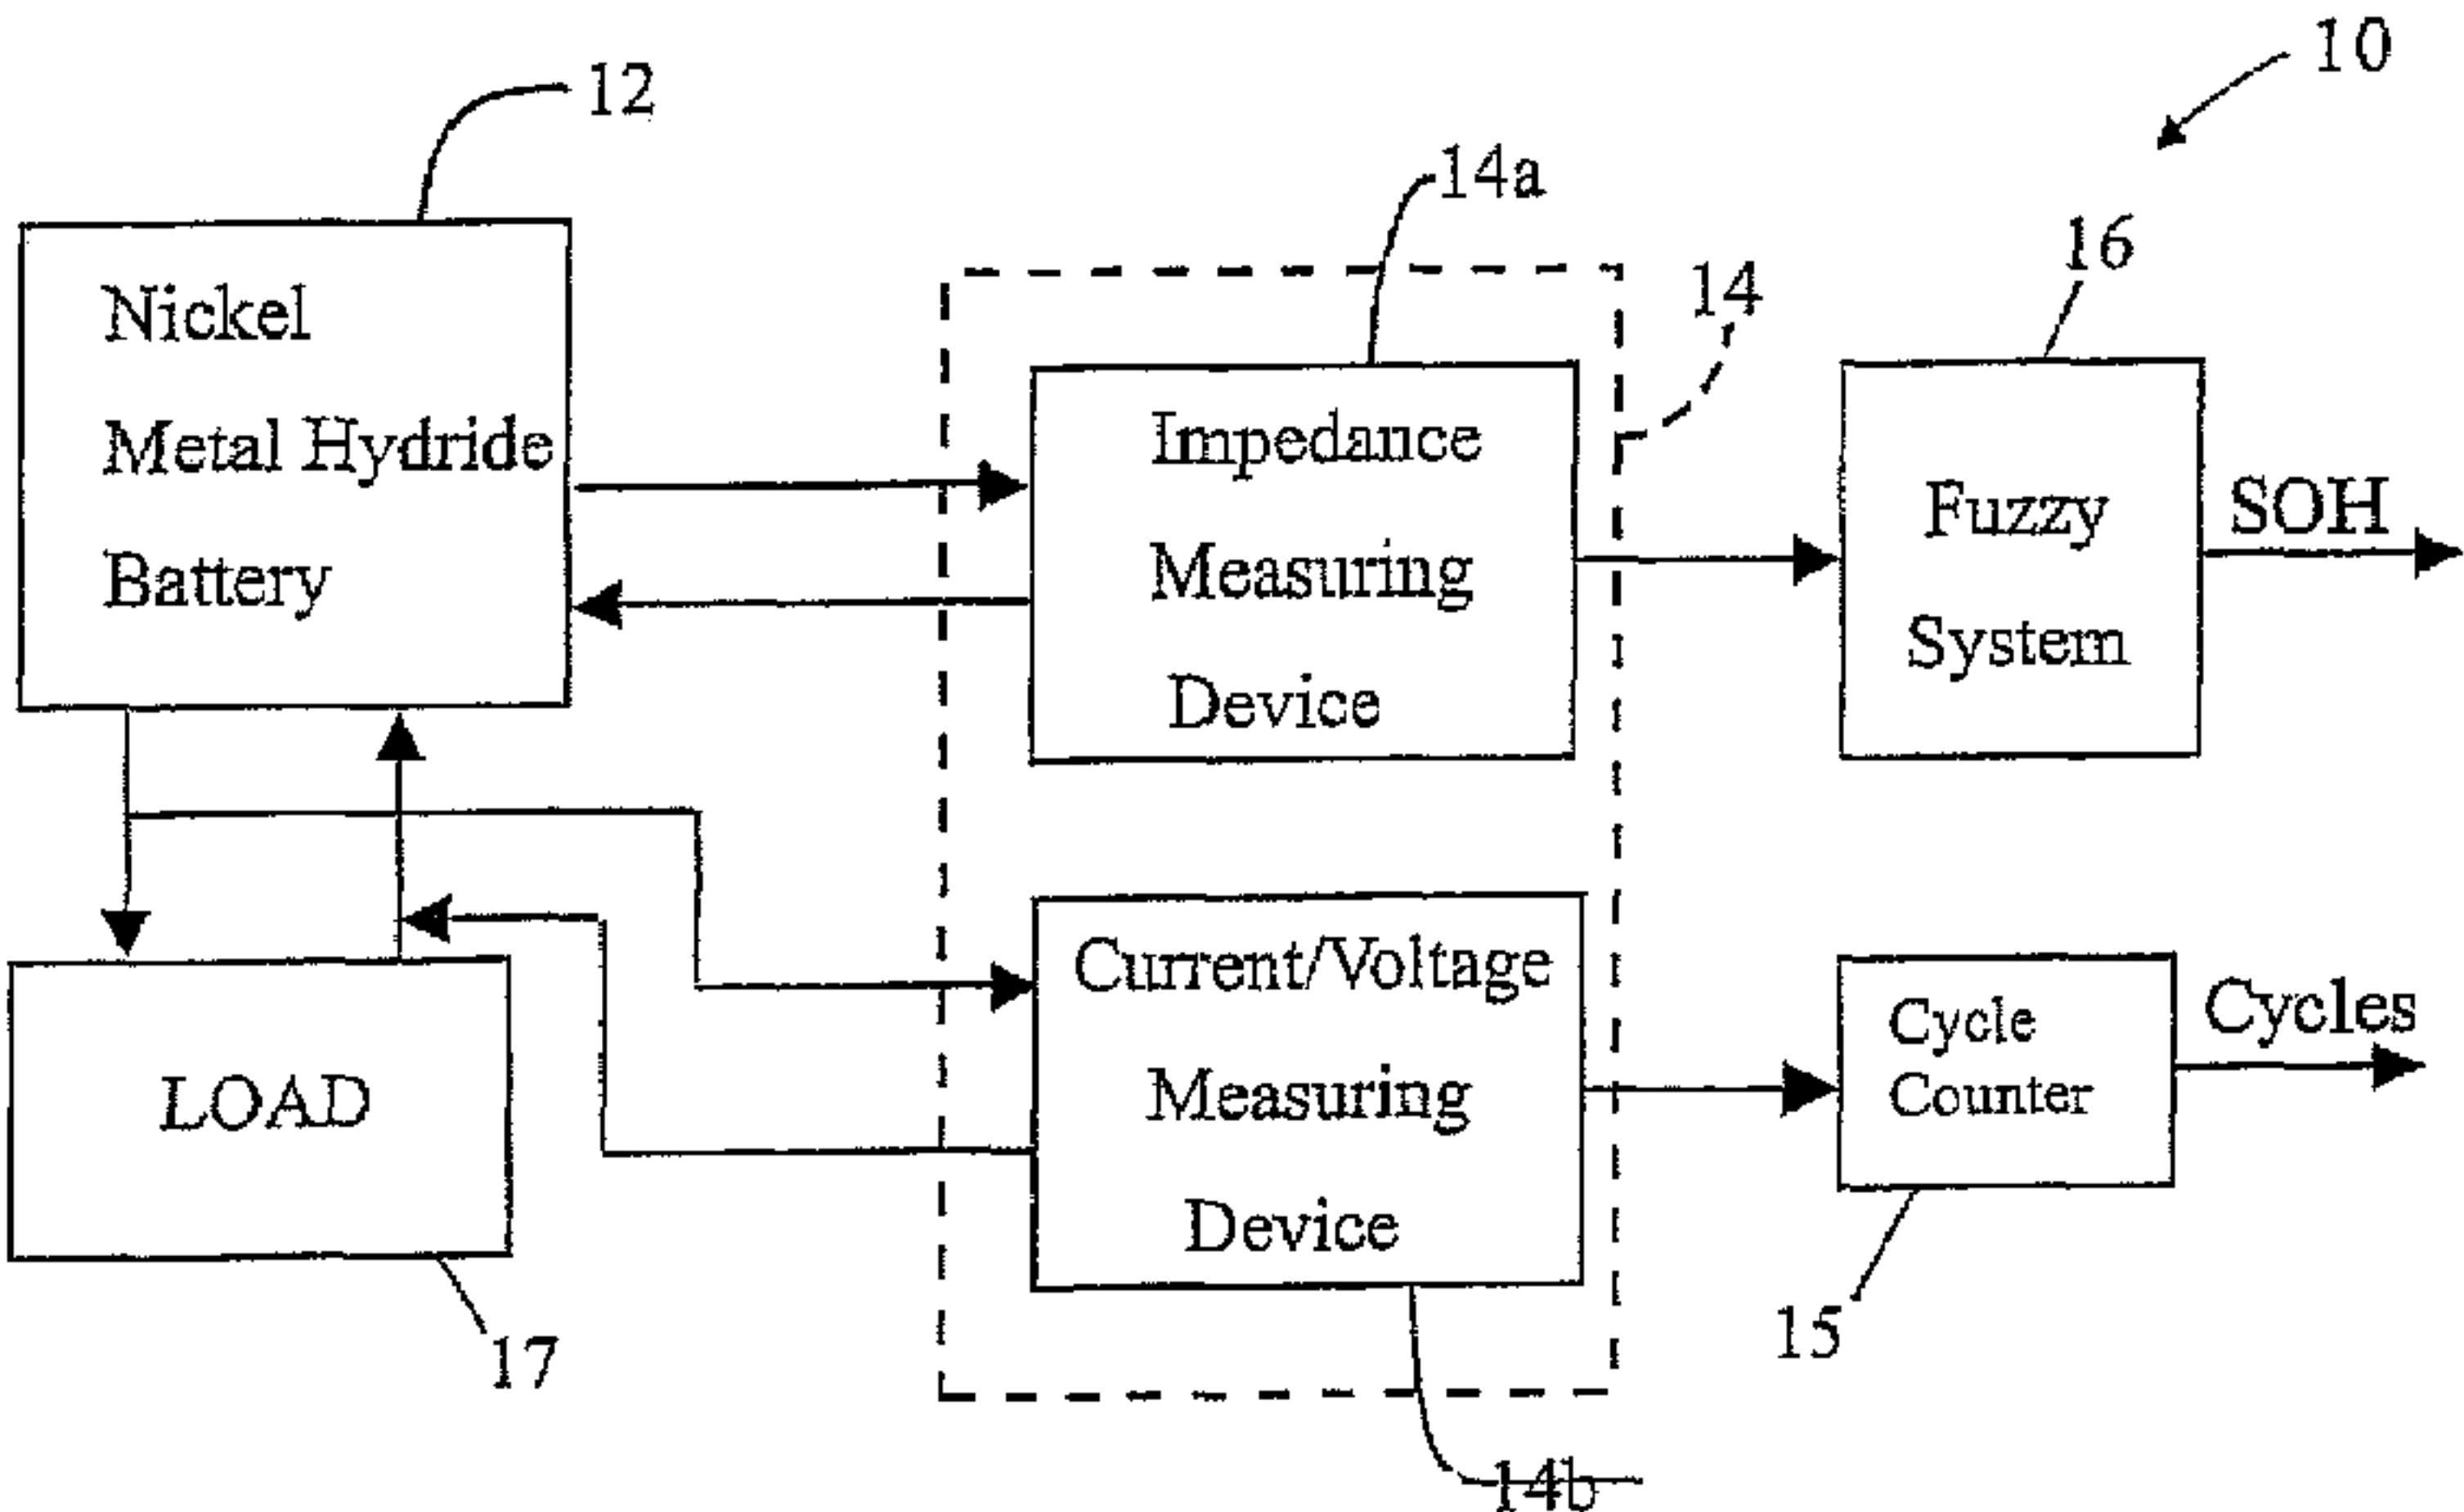 10
12
14a
16
14
Nickel
Metal Hydride
Battery
Impedance
Measuring
Device
Fuzzy
System
SOH
LOAD
17
Current/Voltage
Measuring
Device
Cycle
Counter
Cycles
15
14b